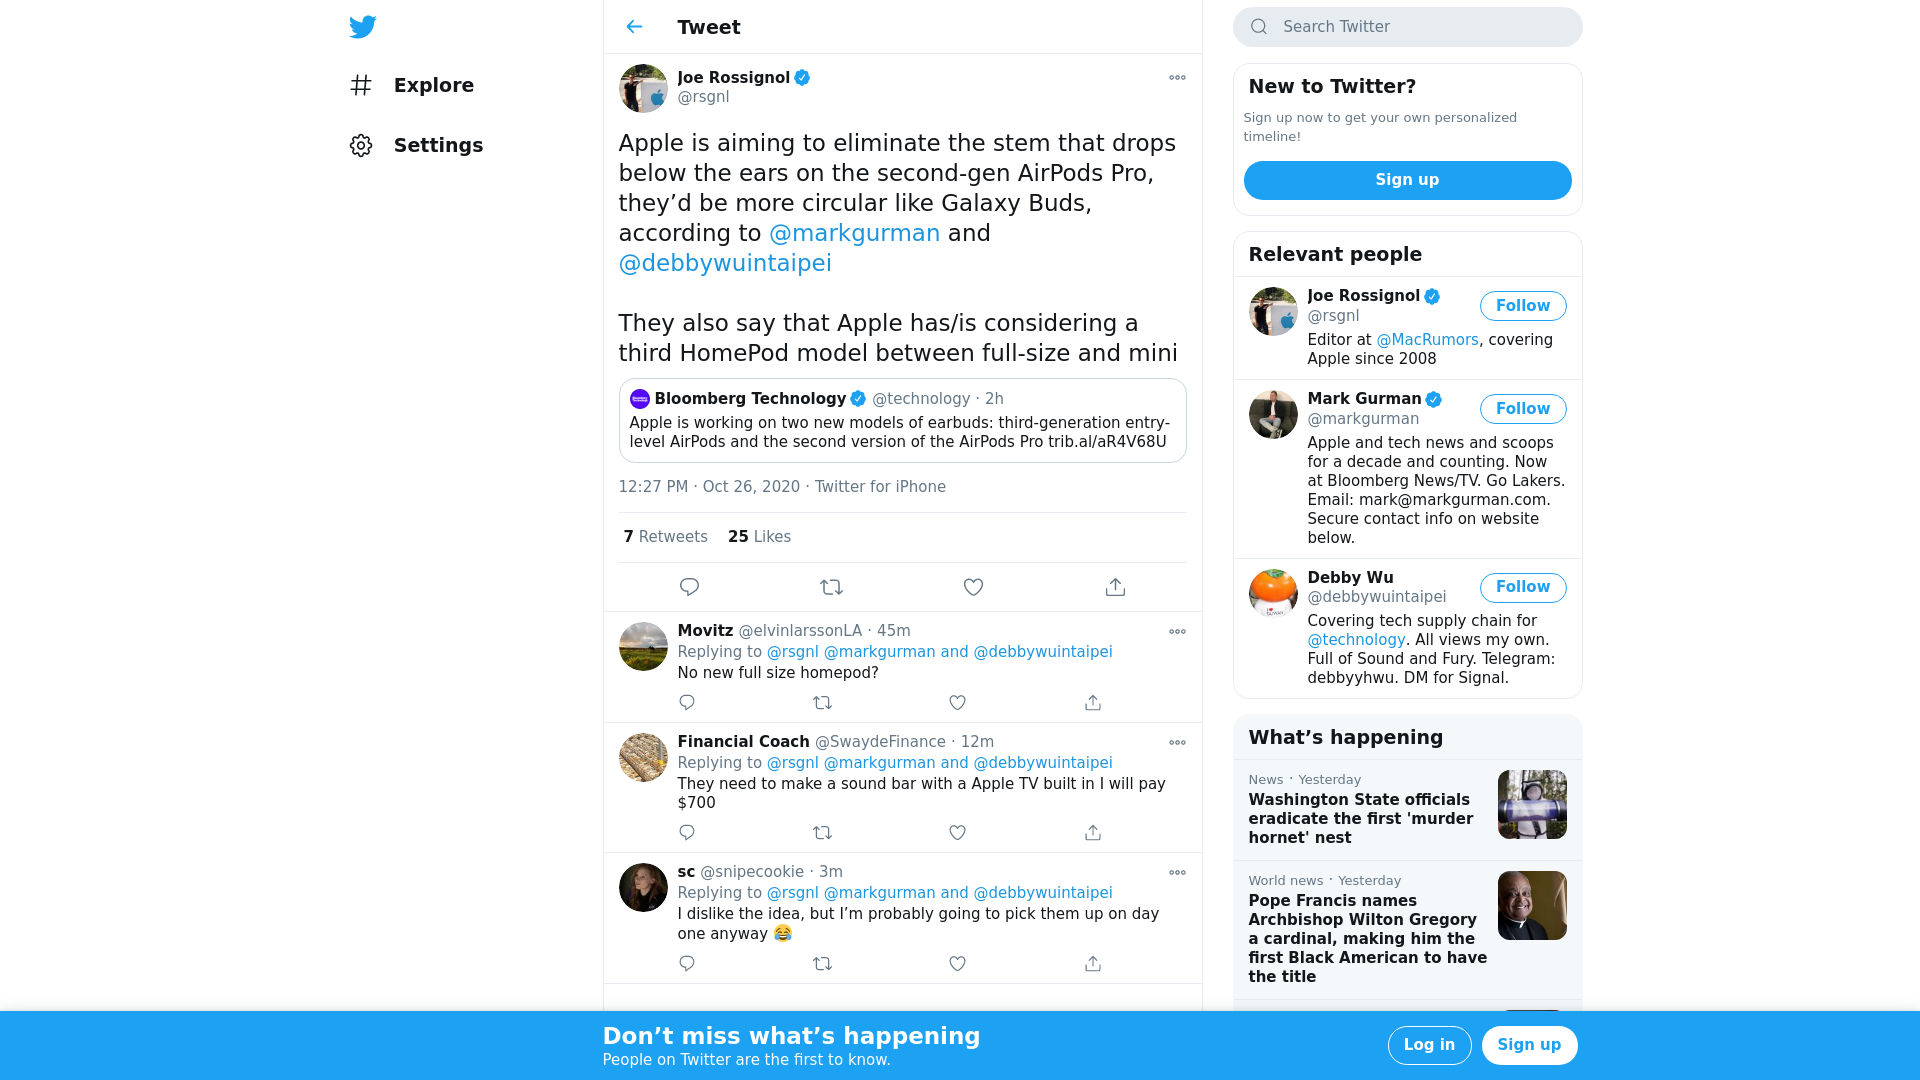 Explore
Settings
Tweet
Joe Rossignol
@rsgnl
Apple is aiming to eliminate the stem that drops
below the ears on the second-gen AirPods Pro,
they’d be more circular like Galaxy Buds,
according to @markgurman and
@debbywuintaipei
They also say that Apple has/is considering a
third HomePod model between full-size and mini
Bloomberg Technology @technology · 2h
Apple is working on two new models of earbuds: third-generation entry-
level AirPods and the second version of the AirPods Pro trib.al/aR4V68U
12:27 PM · Oct 26, 2020 · Twitter for iPhone
7 Retweets 25 Likes
Movitz @elvinlarssonLA · 45m
Replying to @rsgnl @markgurman and @debbywuintaipei
No new full size homepod?
Financial Coach @SwaydeFinance · 12m
Replying to @rsgnl @markgurman and @debbywuintaipei
They need to make a sound bar with a Apple TV built in I will pay
$700
sc @snipecookie · 3m
Replying to @rsgnl @markgurman and @debbywuintaipei
I dislike the idea, but I’m probably going to pick them up on day
one anyway 😂
Search Twitter
New to Twitter?
Sign up now to get your own personalized
timeline!
Sign up
Relevant people
Joe Rossignol
@rsgnl
Follow
Editor at @MacRumors, covering
Apple since 2008
Mark Gurman
@markgurman
Follow
Apple and tech news and scoops
for a decade and counting. Now
at Bloomberg News/TV. Go Lakers.
Email: mark@markgurman.com.
Secure contact info on website
below.
Debby Wu
@debbywuintaipei
Follow
Covering tech supply chain for
@technology. All views my own.
Full of Sound and Fury. Telegram:
debbyyhwu. DM for Signal.
What’s happening
News · Yesterday
Washington State officials
eradicate the first 'murder
hornet' nest
World news · Yesterday
Pope Francis names
Archbishop Wilton Gregory
a cardinal, making him the
first Black American to have
the title
Don’t miss what’s happening
People on Twitter are the first to know.
Log in
Sign up